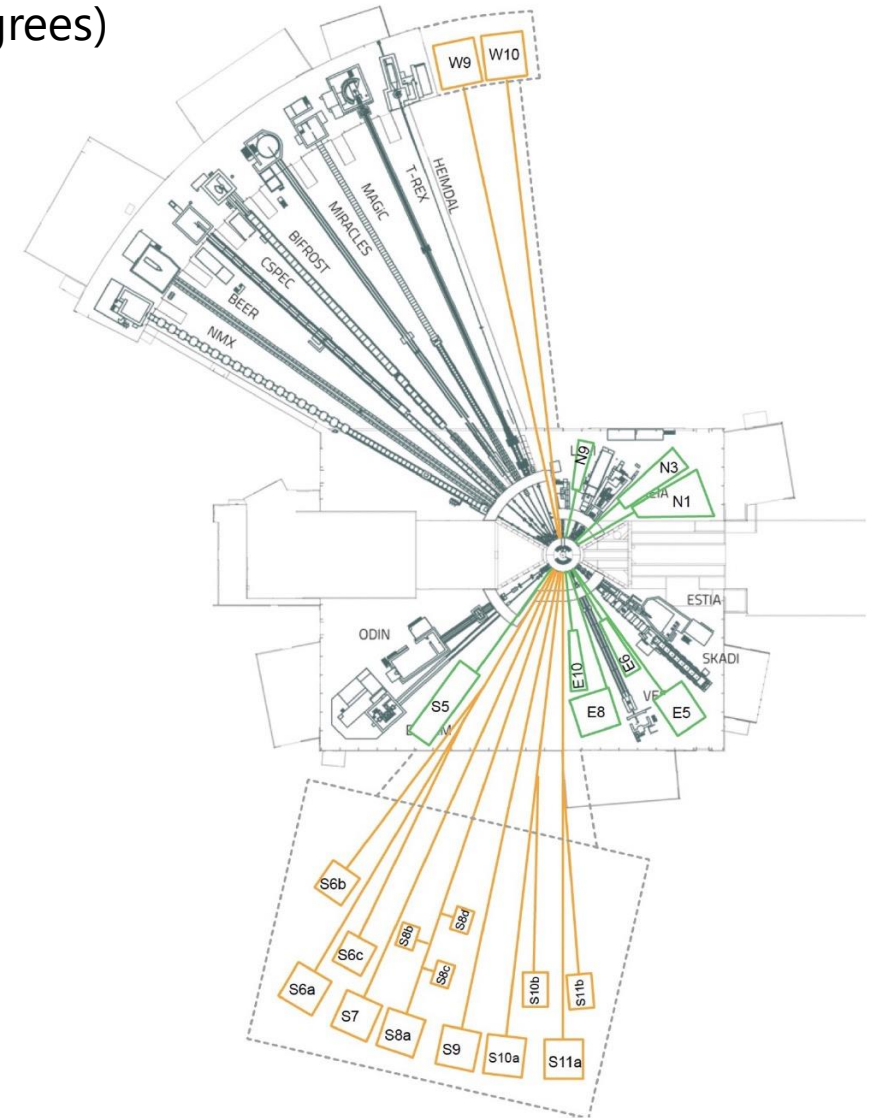 grees)
W9
W10
HEIMDAL
T-REX
MAGiC
MIRACLES
BIFROST
CSPEC
BEER
NMX
N9
N3
N1
ESTIA
SKADI
ODIN
S5
E10
E6
E8
E5
S6b
S6c
S6a
S7
S8b
S8d
S8c
S8a
S9
S10b
S10a
S11b
S11a